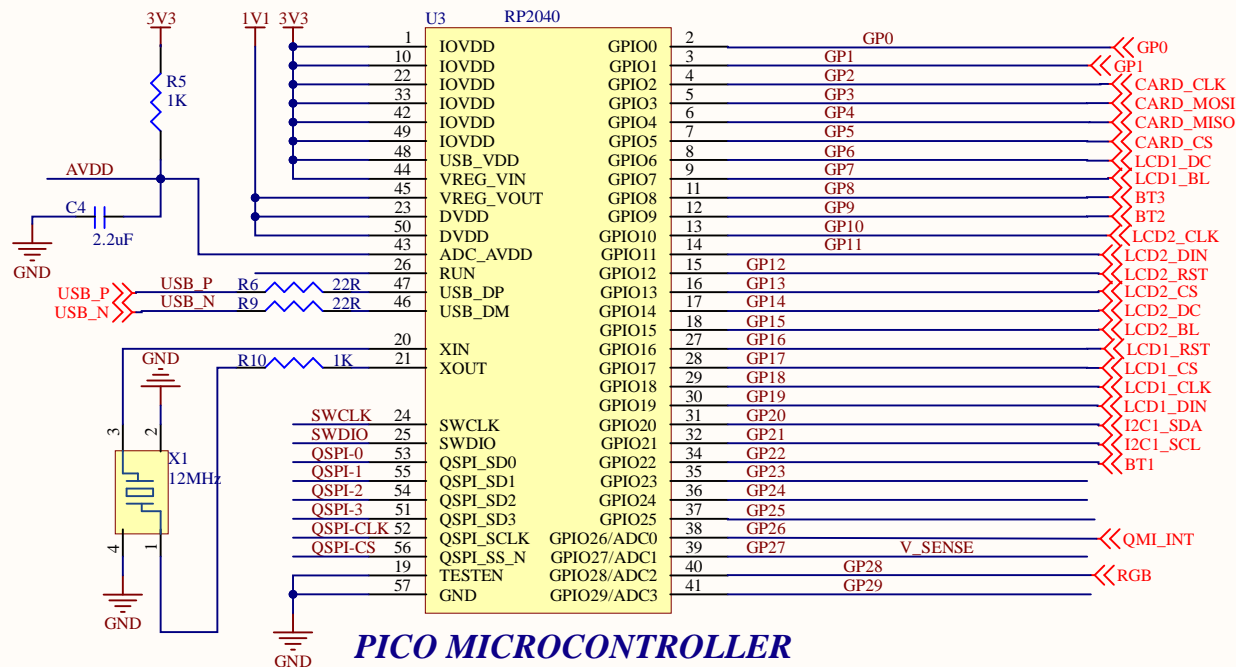 3V3 1V1 3V3 U3 RP2040
1 IOVDD GPIO0 2 GP0 GP0
10 IOVDD GPIO1 3 GP1 GP1
22 IOVDD GPIO2 4 GP2 CARD_CLK
R5
1K
33 IOVDD GPIO3 5 GP3 CARD_MOSI
42 IOVDD GPIO4 6 GP4 CARD_MISO
49 IOVDD GPIO5 7 GP5 CARD_CS
48 USB_VDD GPIO6 8 GP6 LCD1_DC
AVDD 44 VREG_VIN GPIO7 9 GP7 LCD1_BL
45 VREG_VOUT GPIO8 11 GP8 BT3
C4 23 DVDD GPIO9 12 GP9 BT2
2.2uF 50 DVDD GPIO10 13 GP10 LCD2_CLK
43 ADC_AVDD GPIO11 14 GP11 LCD2_DIN
GND 26 RUN GPIO12 15 GP12 LCD2_RST
USB_P USB_P R6 22R 47 USB_DP GPIO13 16 GP13 LCD2_CS
USB_N USB_N R9 22R 46 USB_DM GPIO14 17 GP14 LCD2_DC
GPIO15 18 GP15 LCD2_BL
20 XIN GPIO16 27 GP16 LCD1_RST
GND R10 1K 21 XOUT GPIO17 28 GP17 LCD1_CS
GPIO18 29 GP18 LCD1_CLK
GPIO19 30 GP19 LCD1_DIN
SWCLK 24 SWCLK GPIO20 31 GP20 I2C1_SDA
3 2 SWDIO 25 SWDIO GPIO21 32 GP21 I2C1_SCL
X1 QSPI-0 53 QSPI_SD0 GPIO22 34 GP22 BT1
12MHz QSPI-1 55 QSPI_SD1 GPIO23 35 GP23
QSPI-2 54 QSPI_SD2 GPIO24 36 GP24
QSPI-3 51 QSPI_SD3 GPIO25 37 GP25
QSPI-CLK 52 QSPI_SCLK GPIO26/ADC0 38 GP26 QMI_INT
4 1 QSPI-CS 56 QSPI_SS_N GPIO27/ADC1 39 GP27 V_SENSE
19 TESTEN GPIO28/ADC2 40 GP28 RGB
57 GND GPIO29/ADC3 41 GP29
GND
GND
PICO MICROCONTROLLER